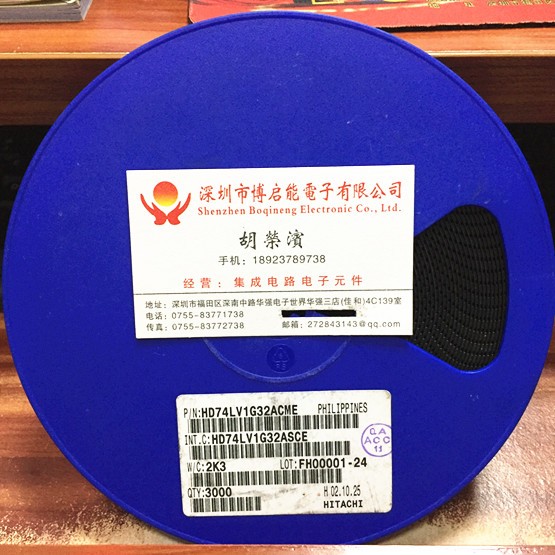 深圳市博启能電子有限公司
Shenzhen Boqineng Electronic Co., Ltd.
胡榮濱
手机：18923789738
经营：集成电路电子元件
地址：深圳市福田区深南中路华强电子世界华强三店(佳和)4C139室
电话：0755-83771738
传真：0755-83772738
邮箱：272843143@qq.com
P/N:HD74LV1G32ACME PHILIPPINES
INT.C:HD74LV1G32ASCE
W/C:2K3 LOT:FH00001-24
QTY:3000 H 02.10.25
HITACHI
QA
ACC
11